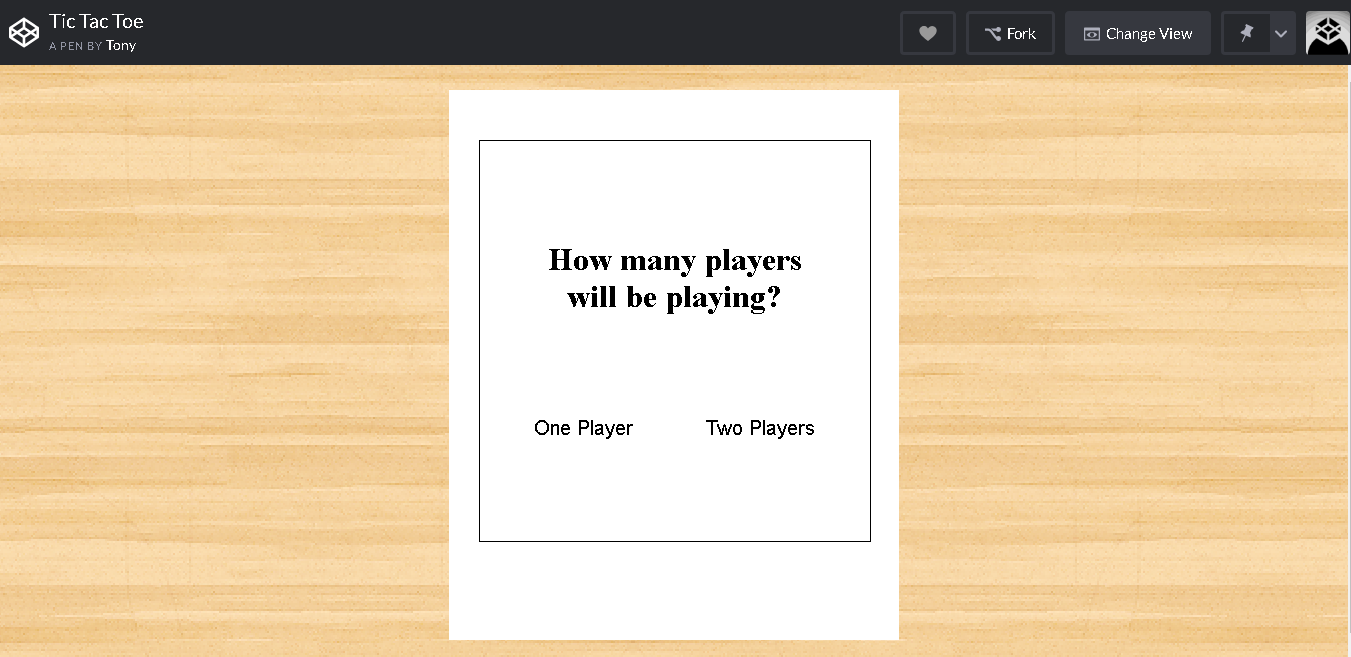 Tic Tac Toe
A PEN BY Tony
Fork
Change View
How many players
will be playing?
One Player
Two Players